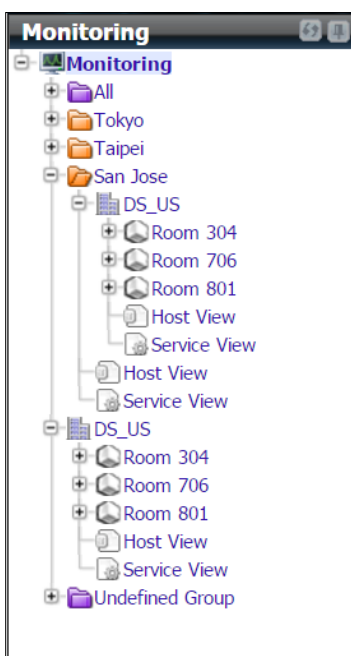 Monitoring
Monitoring
All
Tokyo
Taipei
San Jose
DS_US
Room 304
Room 706
Room 801
Host View
Service View
Host View
Service View
DS_US
Room 304
Room 706
Room 801
Host View
Service View
Undefined Group